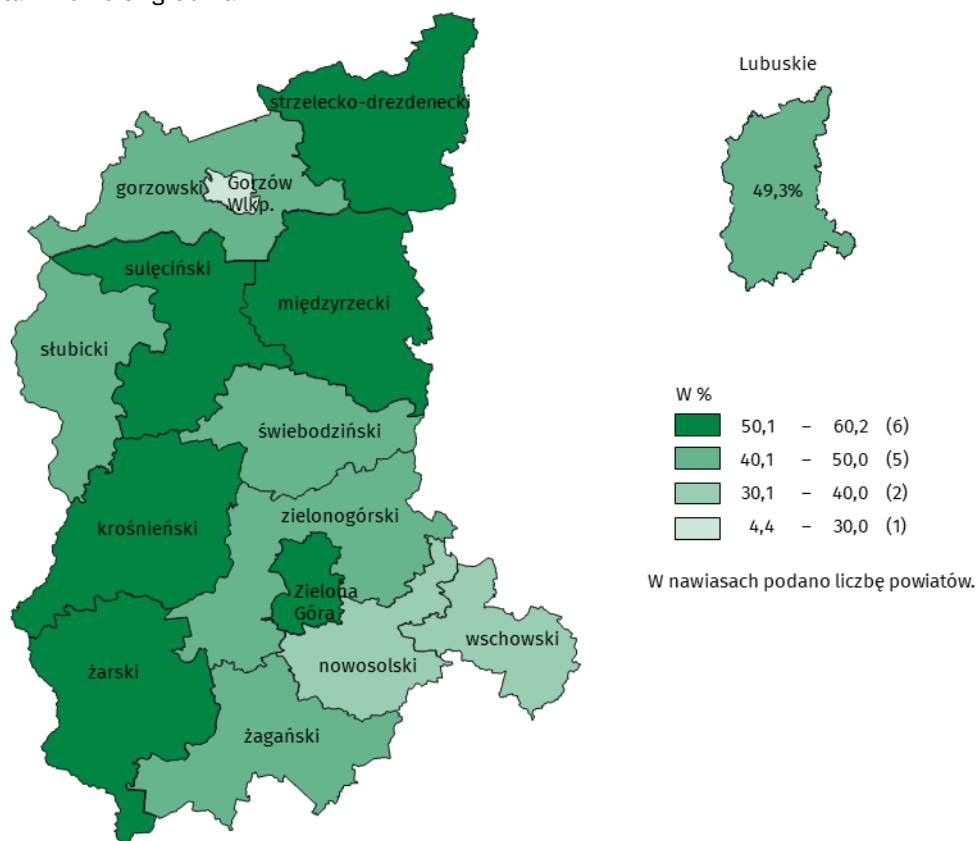 Lubuskie
strzelecko-drezdenecki
gorzowski
Gorzów
Wlkp.
49,3%
sulęciński
międzyrzecki
słubicki
świebodziński
W %
50,1 – 60,2 (6)
40,1 – 50,0 (5)
30,1 – 40,0 (2)
4,4 – 30,0 (1)
krośnieński
zielonogórski
W nawiasach podano liczbę powiatów.
Zielona
Góra
wschowski
nowosolski
żarski
żagański